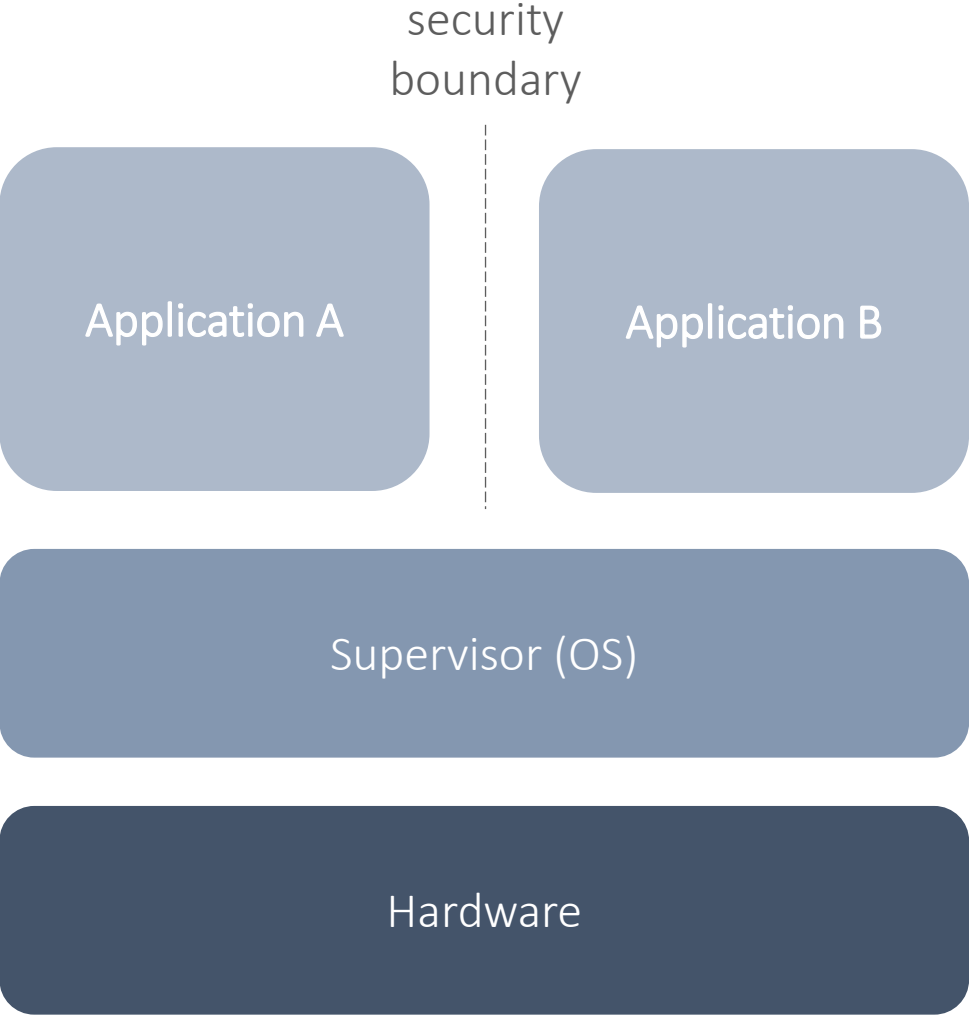 security
boundary
Application A
Application B
Supervisor (OS)
Hardware